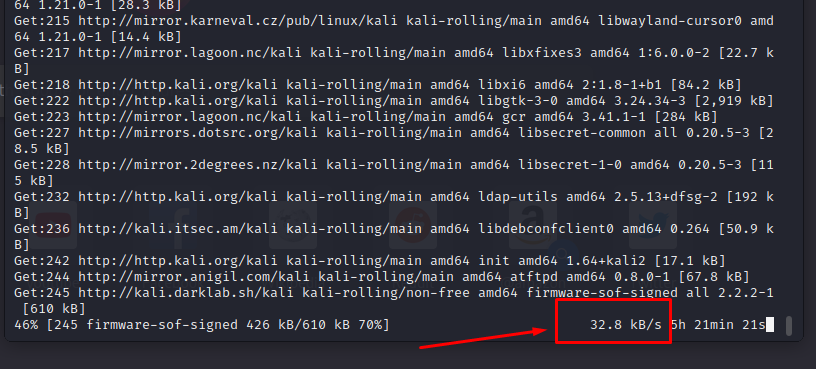 64 1.21.0-1 [28.3 kB]
Get:215 http://mirror.karneval.cz/pub/linux/kali kali-rolling/main amd64 libwayland-cursor0 amd
64 1.21.0-1 [14.4 kB]
Get:217 http://mirror.lagoon.nc/kali kali-rolling/main amd64 libxfixes3 amd64 1:6.0.0-2 [22.7 k
B]
Get:218 http://http.kali.org/kali kali-rolling/main amd64 libxi6 amd64 2:1.8-1+b1 [84.2 kB]
Get:222 http://http.kali.org/kali kali-rolling/main amd64 libgtk-3-0 amd64 3.24.34-3 [2,919 kB]
Get:223 http://mirror.lagoon.nc/kali kali-rolling/main amd64 gcr amd64 3.41.1-1 [284 kB]
Get:227 http://mirrors.dotsrc.org/kali kali-rolling/main amd64 libsecret-common all 0.20.5-3 [2
8.5 kB]
Get:228 http://mirror.2degrees.nz/kali kali-rolling/main amd64 libsecret-1-0 amd64 0.20.5-3 [11
5 kB]
Get:232 http://http.kali.org/kali kali-rolling/main amd64 ldap-utils amd64 2.5.13+dfsg-2 [192 k
B]
Get:236 http://kali.itsec.am/kali kali-rolling/main amd64 libdebconfclient0 amd64 0.264 [50.9 k
B]
Get:242 http://http.kali.org/kali kali-rolling/main amd64 init amd64 1.64+kali2 [17.1 kB]
Get:244 http://mirror.anigil.com/kali kali-rolling/main amd64 atftpd amd64 0.8.0-1 [67.8 kB]
Get:245 http://kali.darklab.sh/kali kali-rolling/non-free amd64 firmware-sof-signed all 2.2.2-1
[610 kB]
46% [245 firmware-sof-signed 426 kB/610 kB 70%] 32.8 kB/s 5h 21min 21s